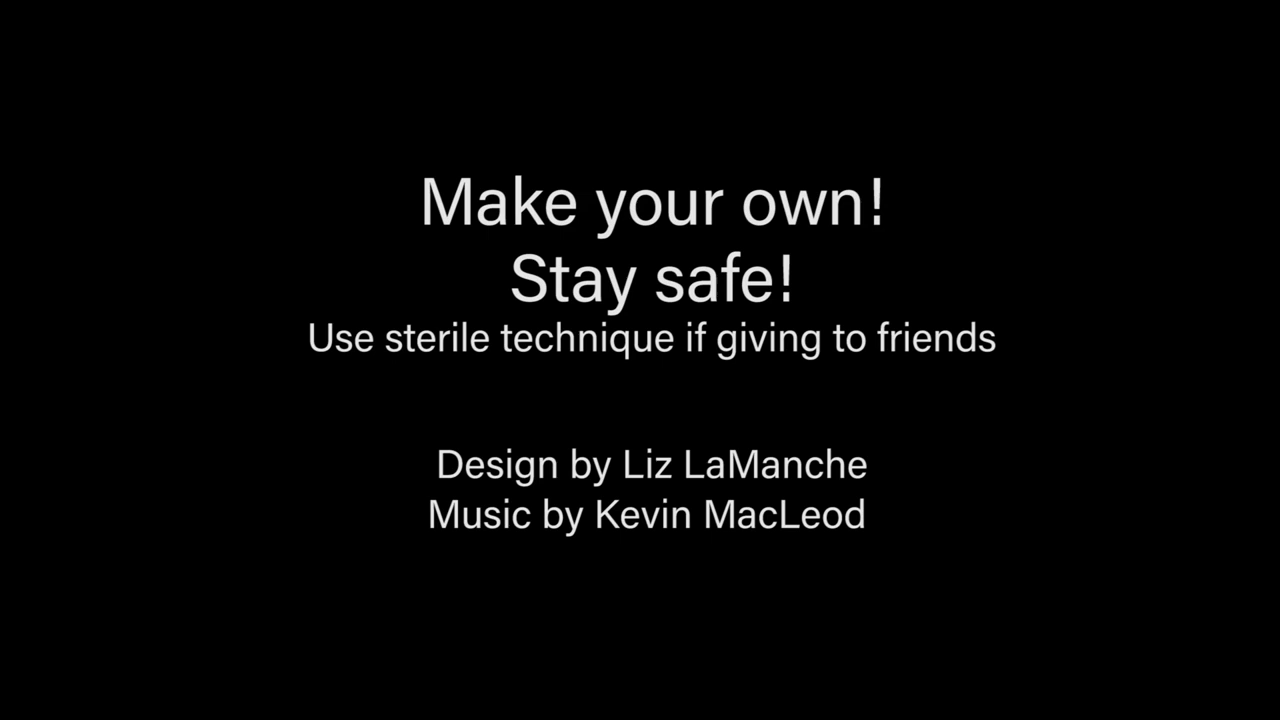 Make your own!
Stay safe!
Use sterile technique if giving to friends
Design by Liz LaManche
Music by Kevin MacLeod